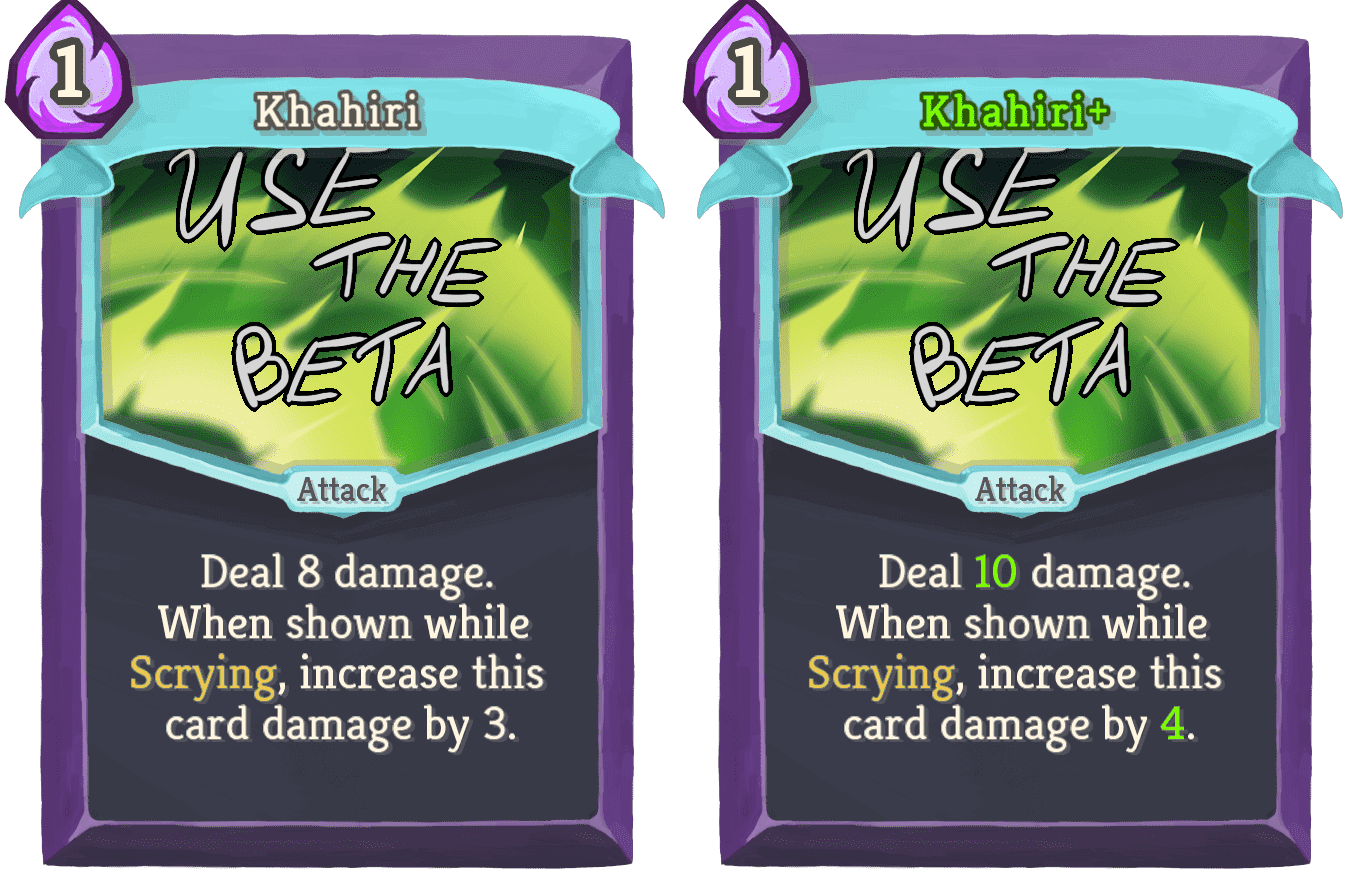 1
Khahiri
USE
THE
BETA
Attack
Deal 8 damage.
When shown while
Scrying, increase this
card damage by 3.
1
Khahiri+
USE
THE
BETA
Attack
Deal 10 damage.
When shown while
Scrying, increase this
card damage by 4.